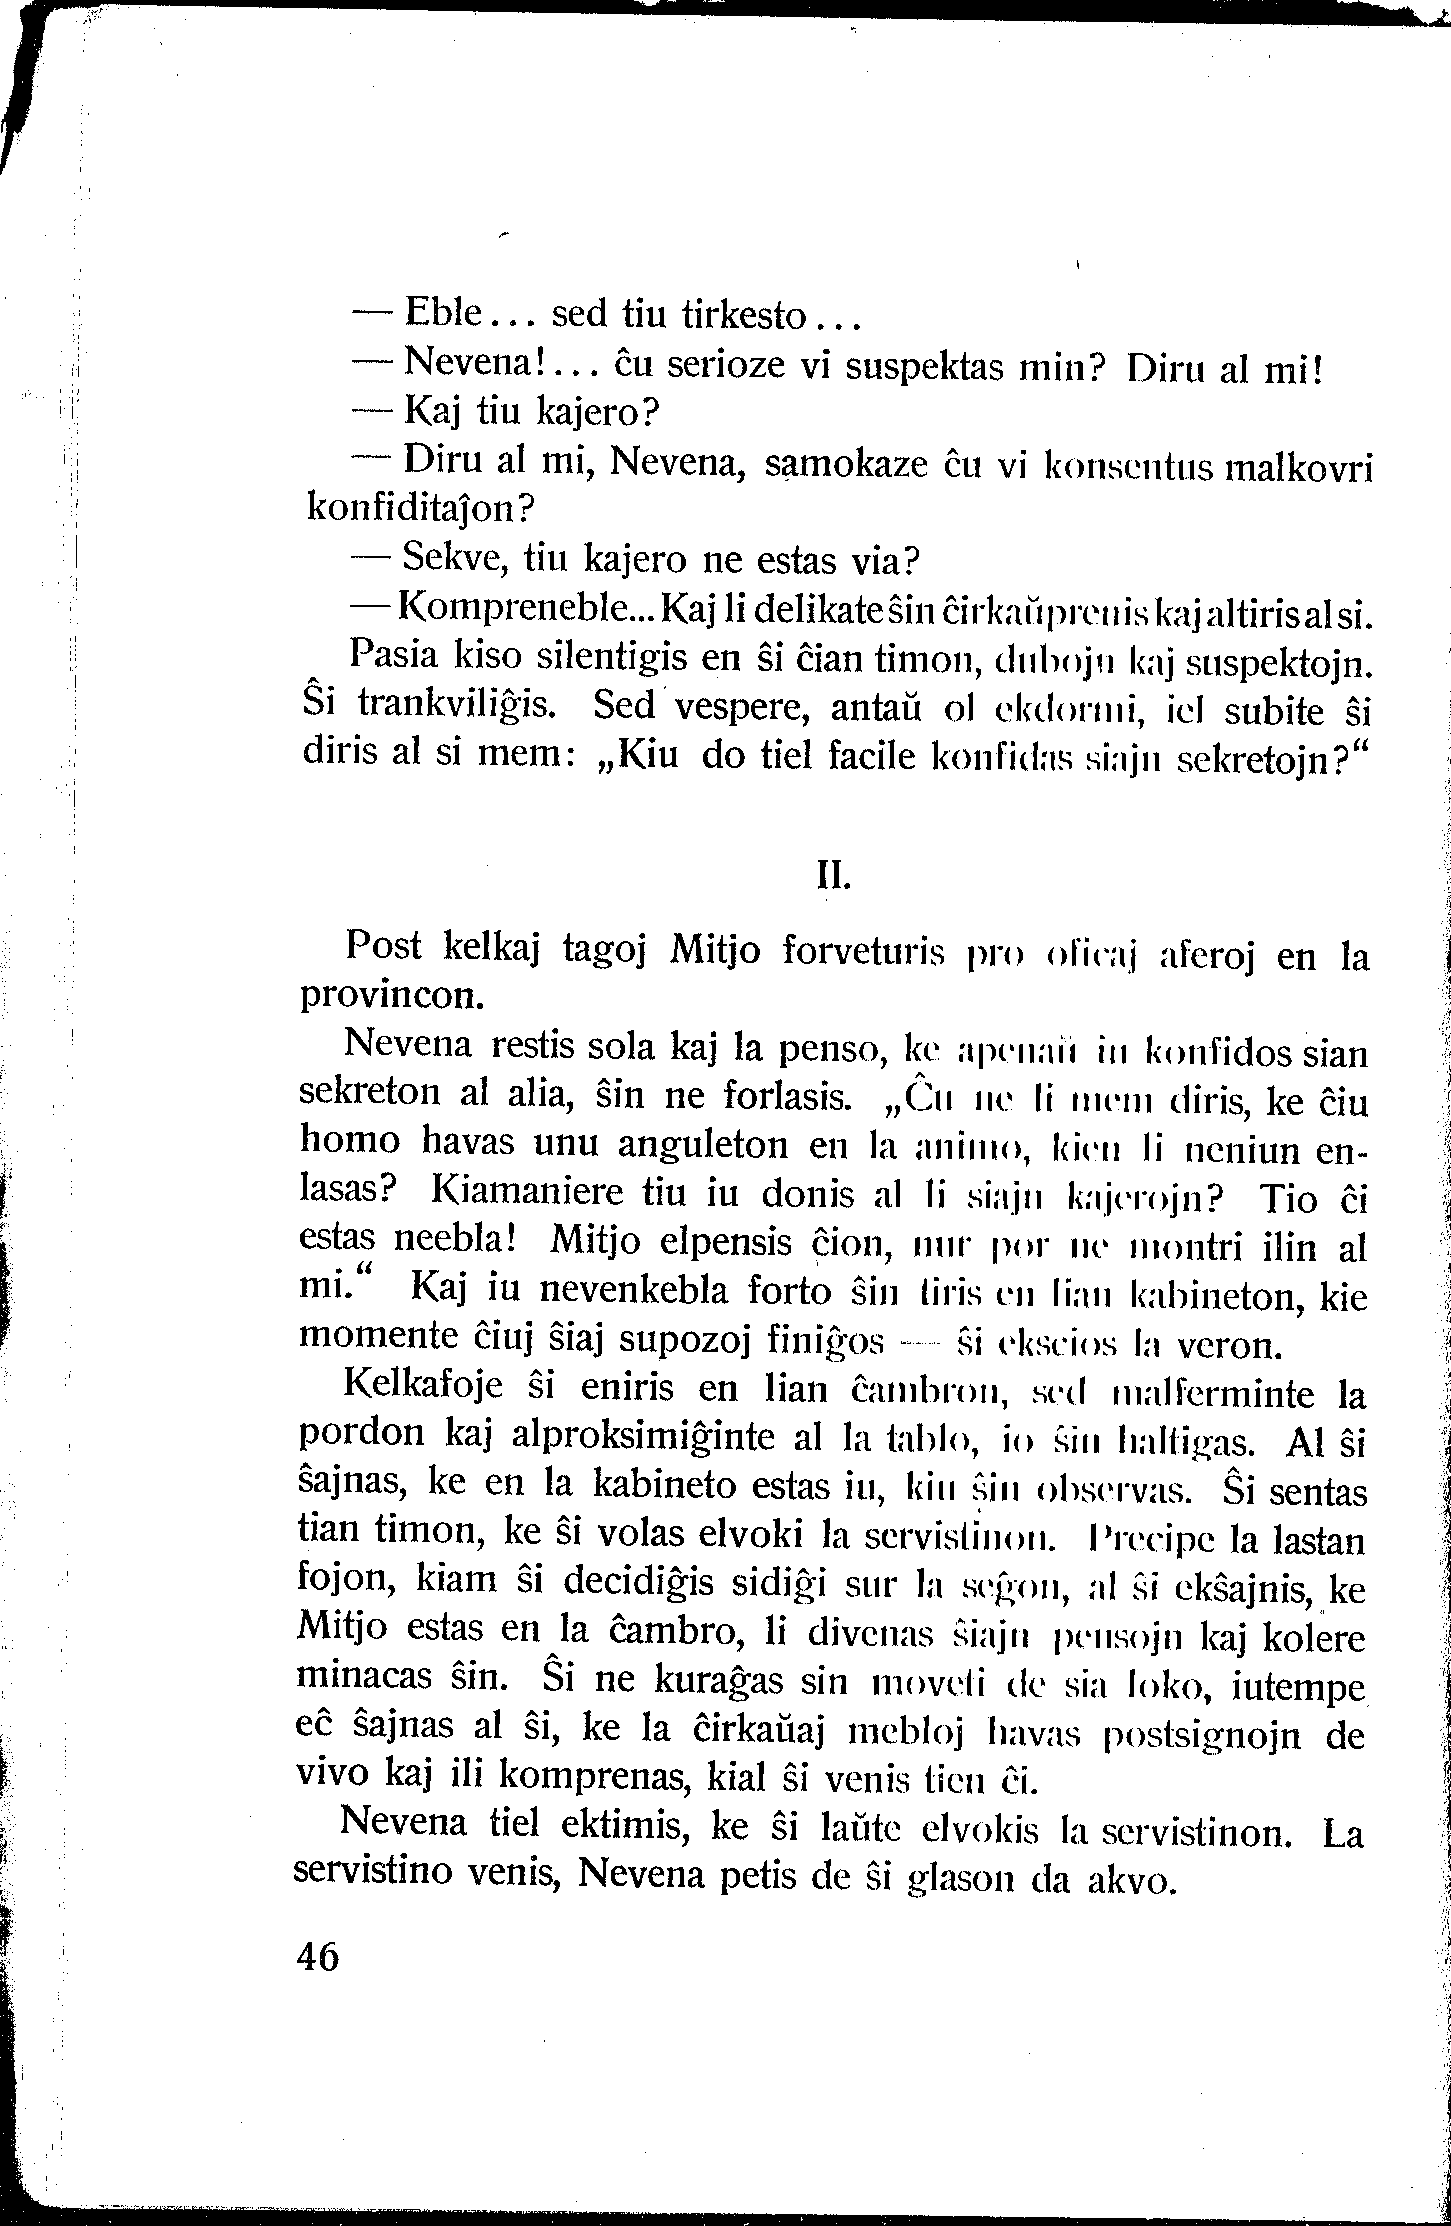 — Eble... sed tiu tirkesto...
— Nevena!... ĉu serioze vi suspektas min? Diru al mi!
— Kaj tiu kajero?
— Diru al mi, Nevena, samokaze ĉu vi konsentus malkovri
konfiditaĵon?
— Sekve, tiu kajero ne estas via?
— Kompreneble... Kaj li delikate ŝin ĉirkaŭprenis kaj altiris al si.
Pasia kiso silentigis en ŝi ĉian timon, dubojn kaj suspektojn.
Ŝi trankviliĝis. Sed vespere, antaŭ ol ekdormi, iel subite ŝi
diris al si mem: „Kiu do tiel facile konfidas siajn sekretojn?“
II.
Post kelkaj tagoj Mitjo forveturis pro oficaj aferoj en la
provincon.
Nevena restis sola kaj la penso, ke apenaŭ iu konfidos sian
sekreton al alia, ŝin ne forlasis. „Ĉu ne li mem diris, ke ĉiu
homo havas unu anguleton en la animo, kien li neniun en-
lasas? Kiamaniere tiu iu donis al li siajn kajerojn? Tio ĉi
estas neebla! Mitjo elpensis ĉion, nur por ne montri ilin al
mi.“ Kaj iu nevenkebla forto ŝin tiris en lian kabineton, kie
momente ĉiuj ŝiaj supozoj finiĝos — ŝi ekscios la veron.
Kelkafoje ŝi eniris en lian ĉambron, sed malferminte la
pordon kaj alproksimiĝinte al la tablo, io ŝin haltigas. Al ŝi
ŝajnas, ke en la kabineto estas iu, kiu ŝin observas. Ŝi sentas
tian timon, ke ŝi volas elvoki la servistinon. Precipe la lastan
fojon, kiam ŝi decidiĝis sidiĝi sur la seĝon, al ŝi ekŝajnis, ke
Mitjo estas en la ĉambro, li divenas ŝiajn pensojn kaj kolere
minacas ŝin. Ŝi ne kuraĝas sin moveti de sia loko, iutempe
eĉ ŝajnas al ŝi, ke la ĉirkaŭaj mebloj havas postsignojn de
vivo kaj ili komprenas, kial ŝi venis tien ĉi.
Nevena tiel ektimis, ke ŝi laŭte elvokis la servistinon. La
servistino venis, Nevena petis de ŝi glason da akvo.
46